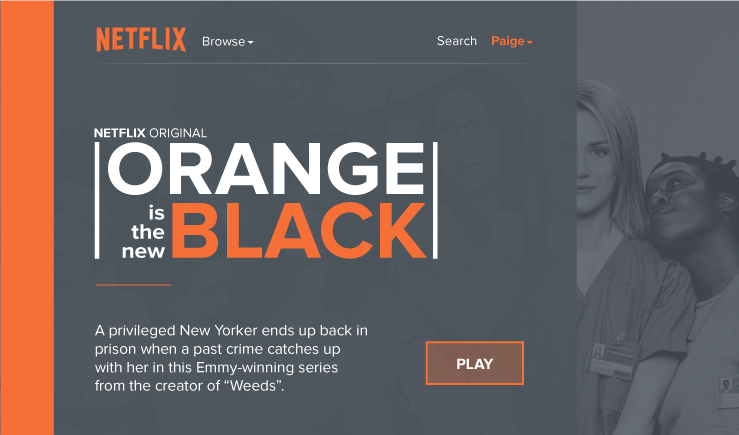 NETFLIX Browse Search Paige
NETFLIX ORIGINAL
ORANGE
is
the
new
BLACK
A privileged New Yorker ends up back in
prison when a past crime catches up
with her in this Emmy-winning series
from the creator of “Weeds”.
PLAY